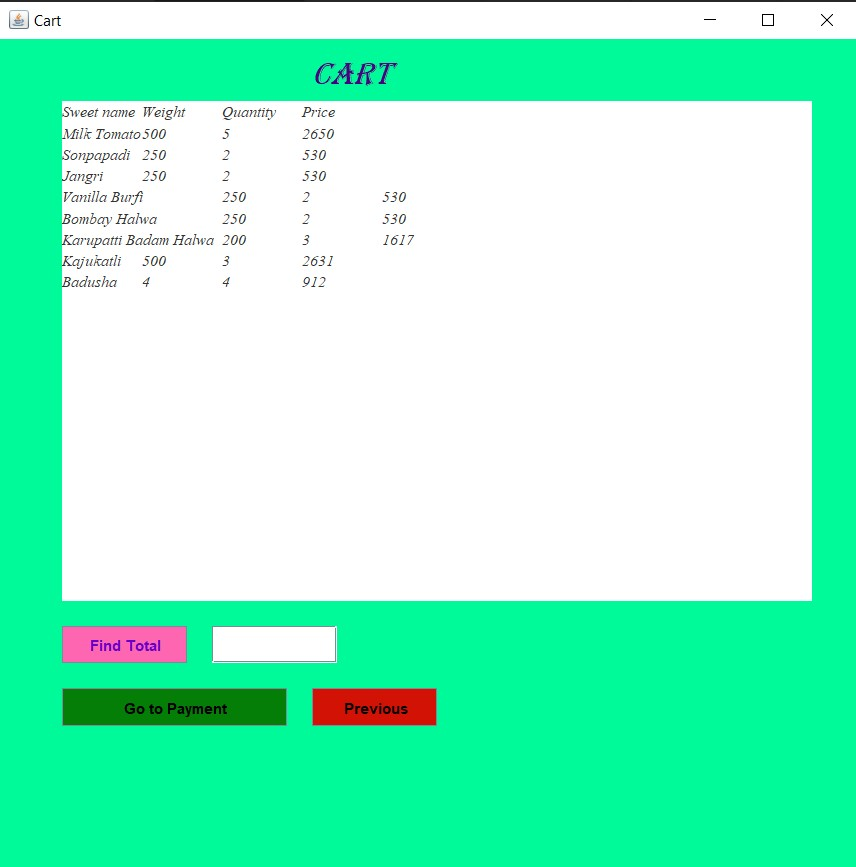 Cart
CART
Sweet name Weight Quantity Price
Milk Tomato 500 5 2650
Sonpapadi 250 2 530
Jangri 250 2 530
Vanilla Burfi 250 2 530
Bombay Halwa 250 2 530
Karupatti Badam Halwa 200 3 1617
Kajukatli 500 3 2631
Badusha 4 4 912
Find Total
Go to Payment Previous